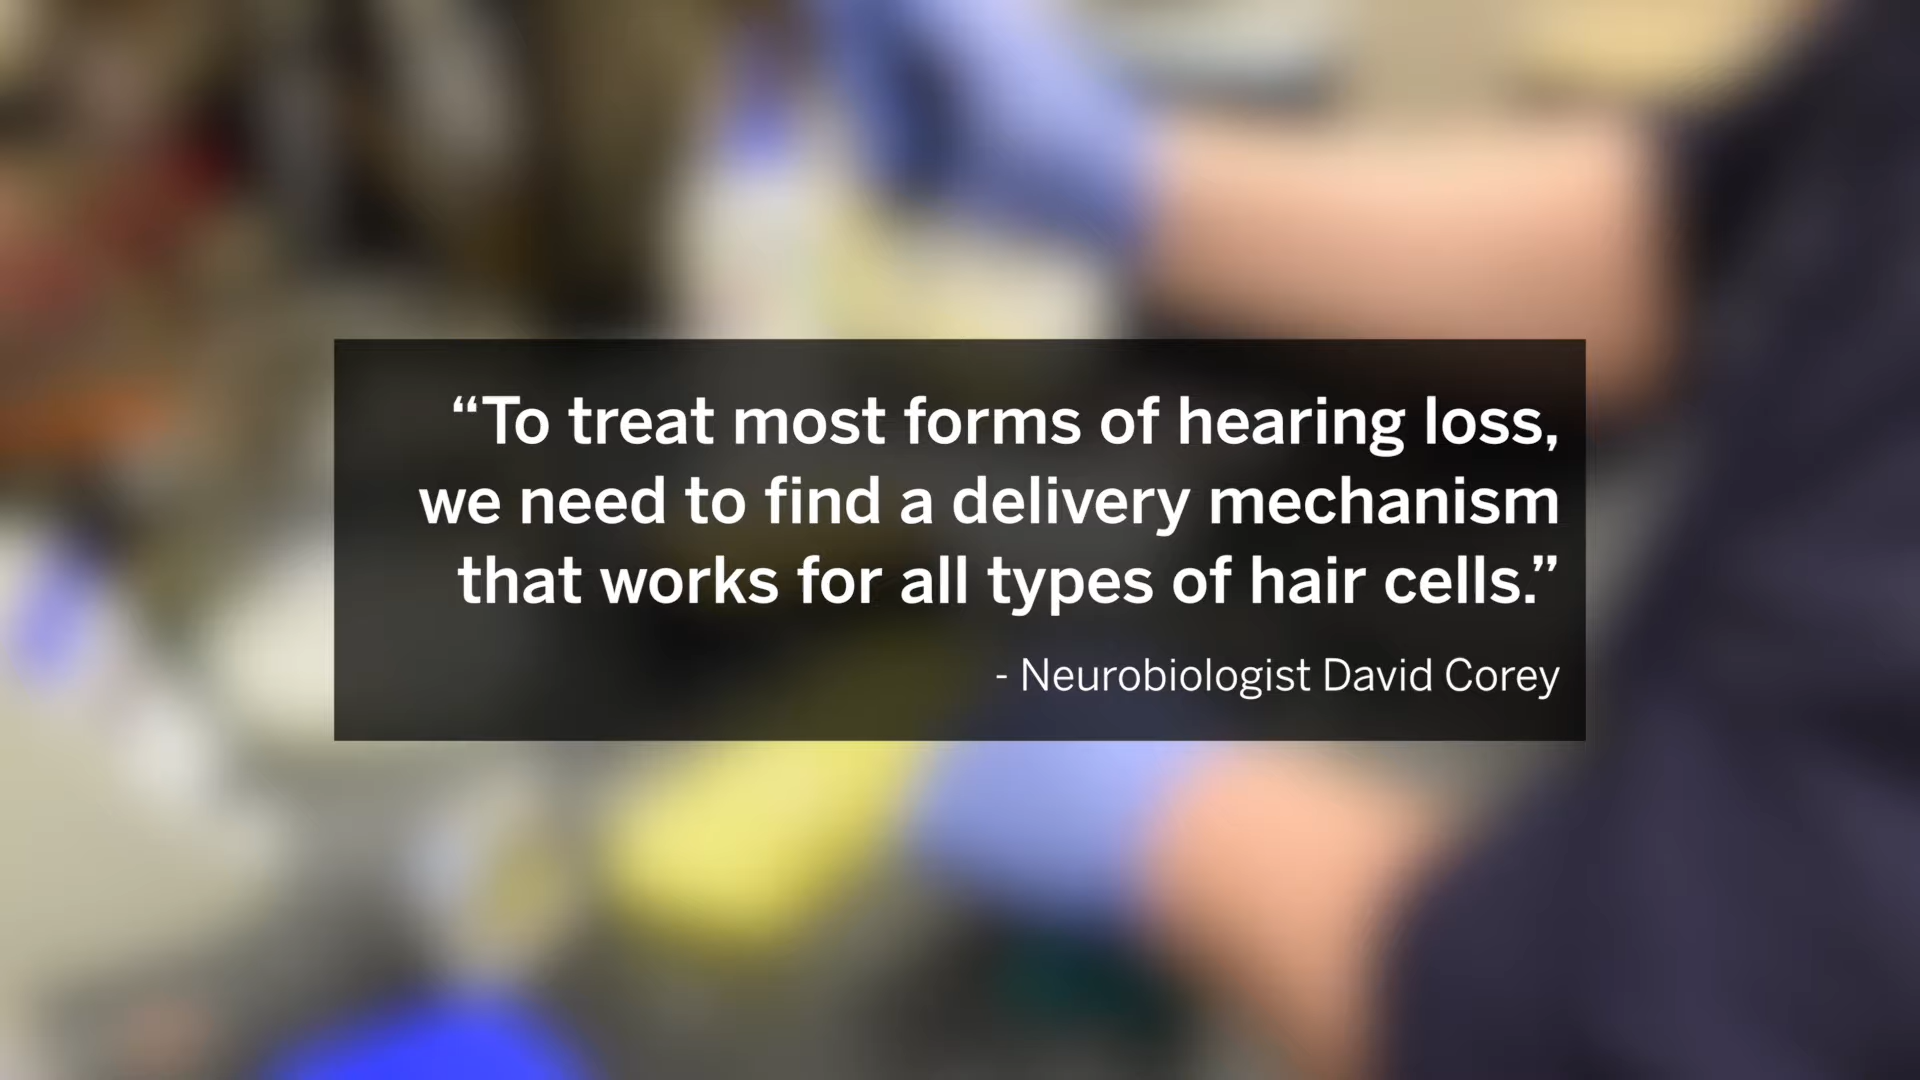 “To treat most forms of hearing loss,
we need to find a delivery mechanism
that works for all types of hair cells.”
- Neurobiologist David Corey